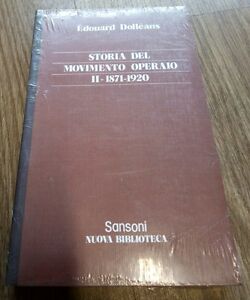 Édouard Dolléans
STORIA DEL
MOVIMENTO OPERAIO
II-1871-1920
Sansoni
NUOVA BIBLIOTECA